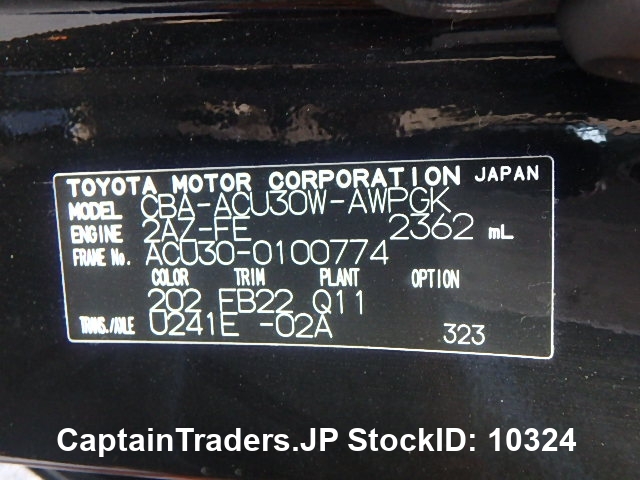 TOYOTA MOTOR CORPORATION JAPAN
MODEL CBA-ACU30W-AWPGK
ENGINE 2AZ-FE 2362 mL
FRAME No. ACU30-0100774
COLOR TRIM PLANT OPTION
202 EB22 Q11
TRANS./AXLE U241E -02A 323
CaptainTraders.JP StockID: 10324